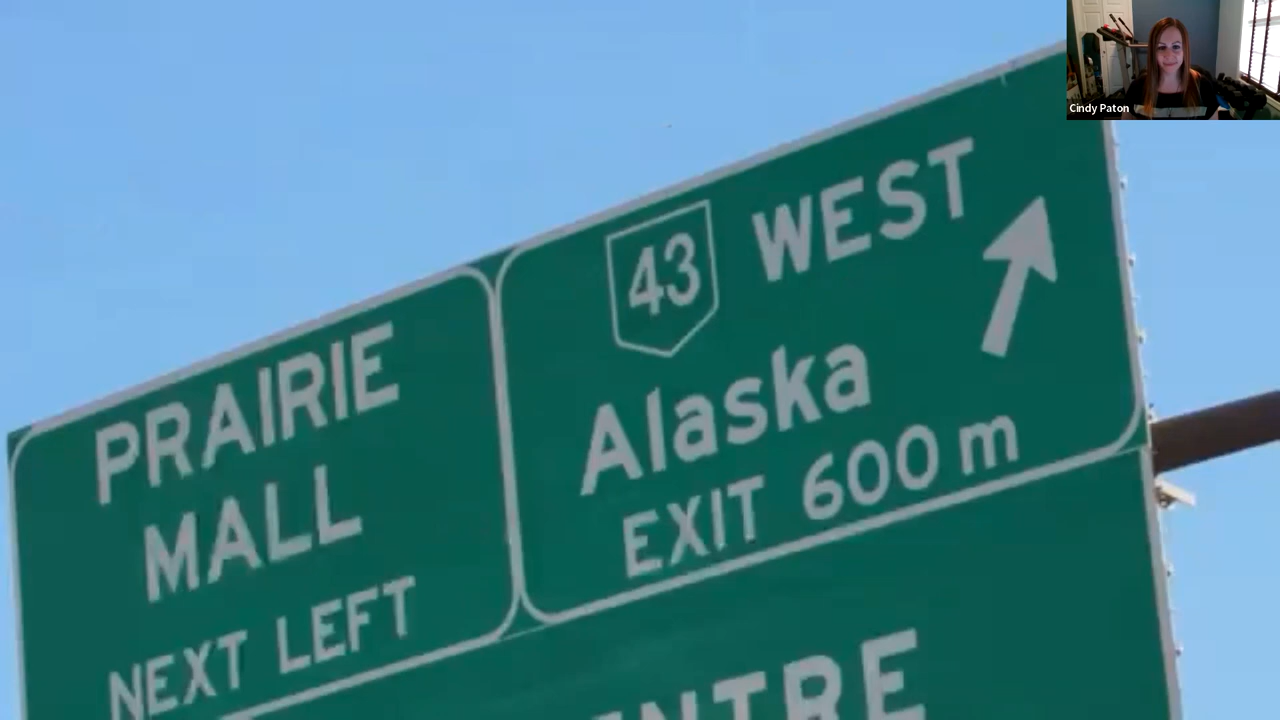 Cindy Paton
43 WEST
Alaska
EXIT 600 m
PRAIRIE
MALL
NEXT LEFT